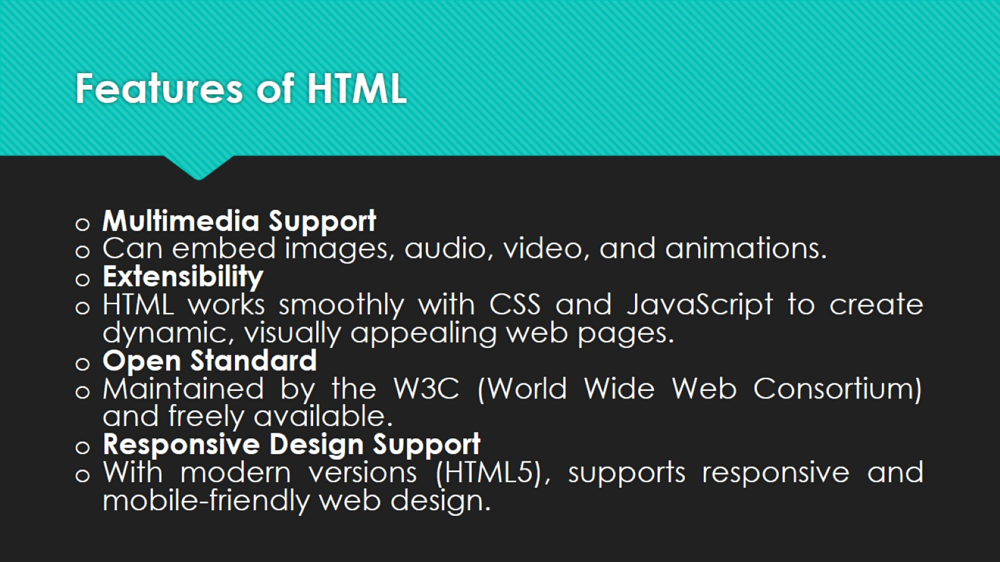 Features of HTML
o Multimedia Support
o Can embed images, audio, video, and animations.
o Extensibility
o HTML works smoothly with CSS and JavaScript to create
dynamic, visually appealing web pages.
o Open Standard
o Maintained by the W3C (World Wide Web Consortium)
and freely available.
o Responsive Design Support
o With modern versions (HTML5), supports responsive and
mobile-friendly web design.